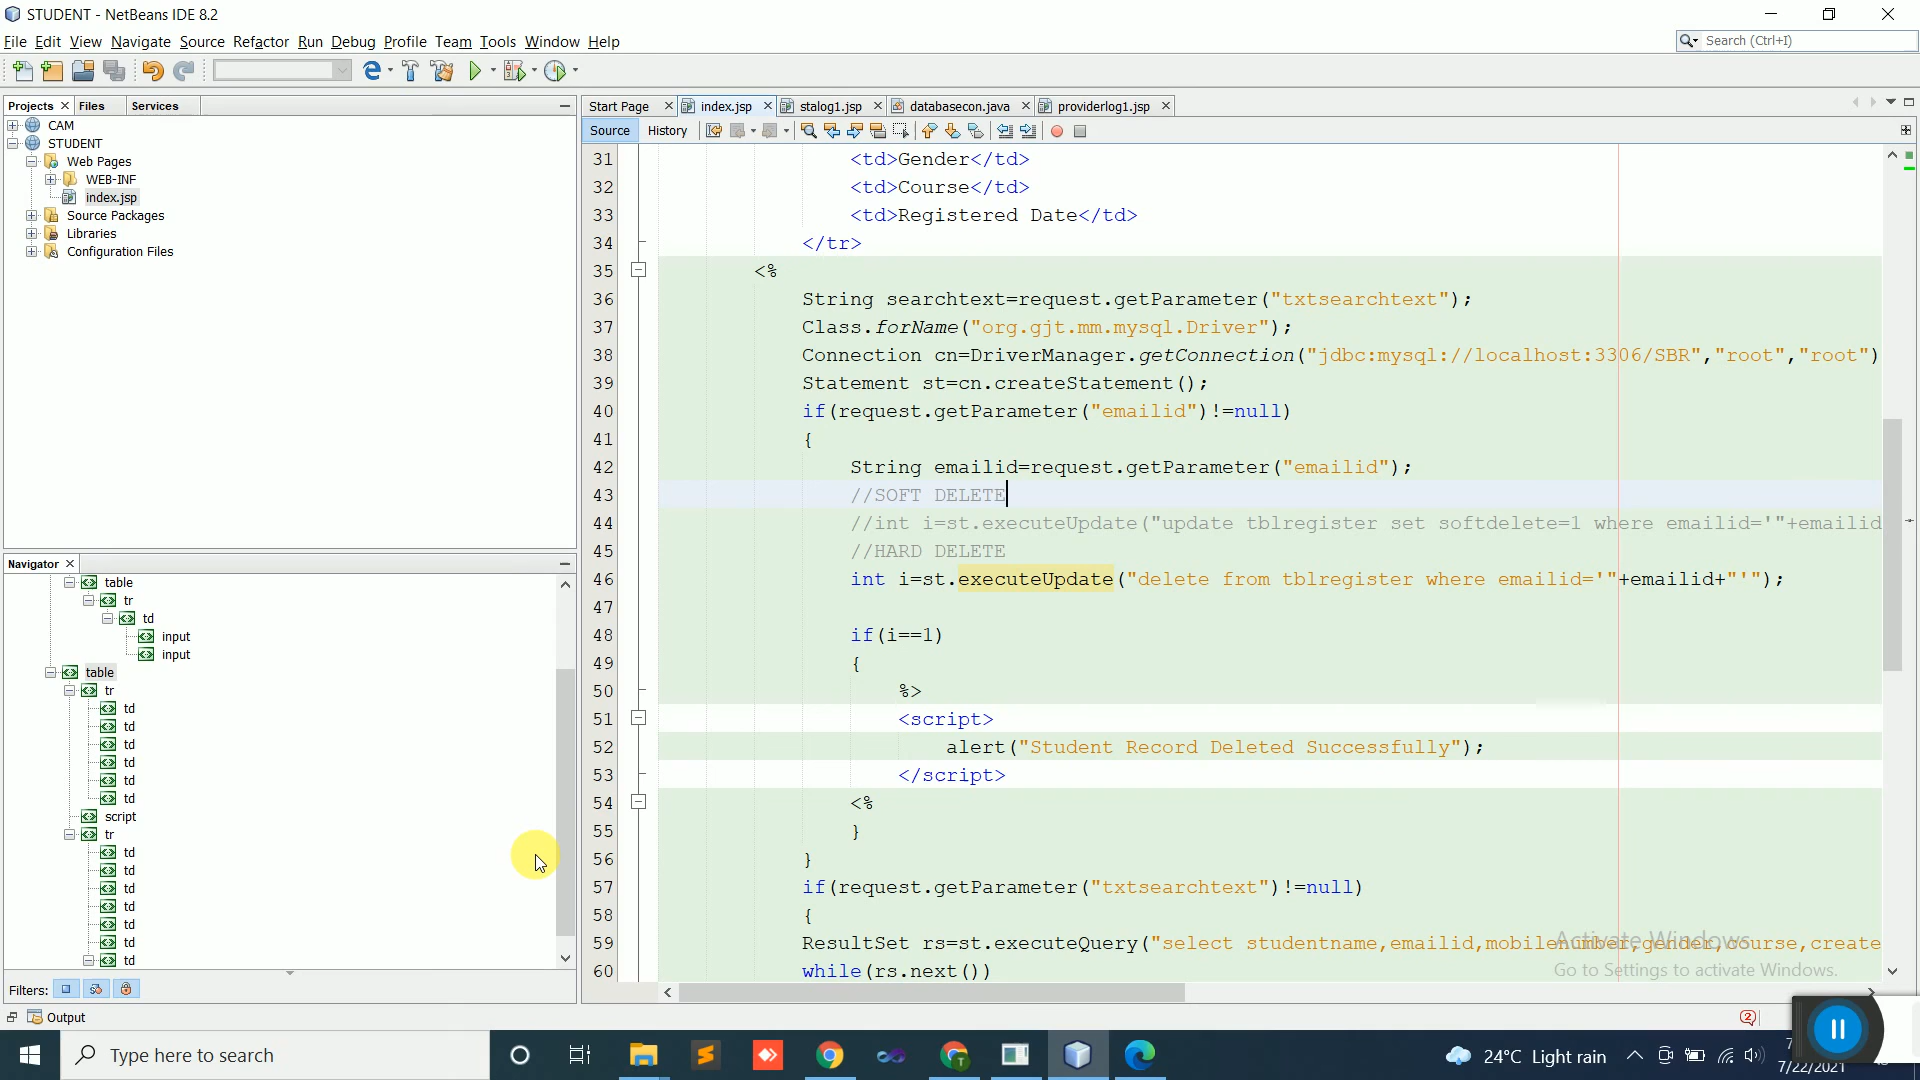 STUDENT - NetBeans IDE 8.2
File Edit View Navigate Source Refactor Run Debug Profile Team Tools Window Help
Search (Ctrl+I)
Projects Files Services
CAM
STUDENT
Web Pages
WEB-INF
index.jsp
Source Packages
Libraries
Configuration Files
Navigator
table
tr
td
input
input
table
tr
td
td
td
td
td
td
script
tr
td
td
td
td
td
td
td
Filters:
Output
Start Page index.jsp stalog1.jsp databasecon.java providerlog1.jsp
Source History
31 <td>Gender</td>
32 <td>Course</td>
33 <td>Registered Date</td>
34 </tr>
35 <%
36 String searchtext=request.getParameter("txtsearchtext");
37 Class.forName("org.gjt.mm.mysql.Driver");
38 Connection cn=DriverManager.getConnection("jdbc:mysql://localhost:3306/SBR","root","root")
39 Statement st=cn.createStatement();
40 if(request.getParameter("emailid")!=null)
41 {
42 String emailid=request.getParameter("emailid");
43 //SOFT DELETE
44 //int i=st.executeUpdate("update tblregister set softdelete=1 where emailid='"+emailid
45 //HARD DELETE
46 int i=st.executeUpdate("delete from tblregister where emailid='"+emailid+"'");
47
48 if(i==1)
49 {
50 %>
51 <script>
52 alert("Student Record Deleted Successfully");
53 </script>
54 <%
55 }
56 }
57 if(request.getParameter("txtsearchtext")!=null)
58 {
59 ResultSet rs=st.executeQuery("select studentname,emailid,mobilenumber,gender,course,create
60 while(rs.next())
Activate Windows
Go to Settings to activate Windows.
2
Type here to search
24°C Light rain
7/22/2021